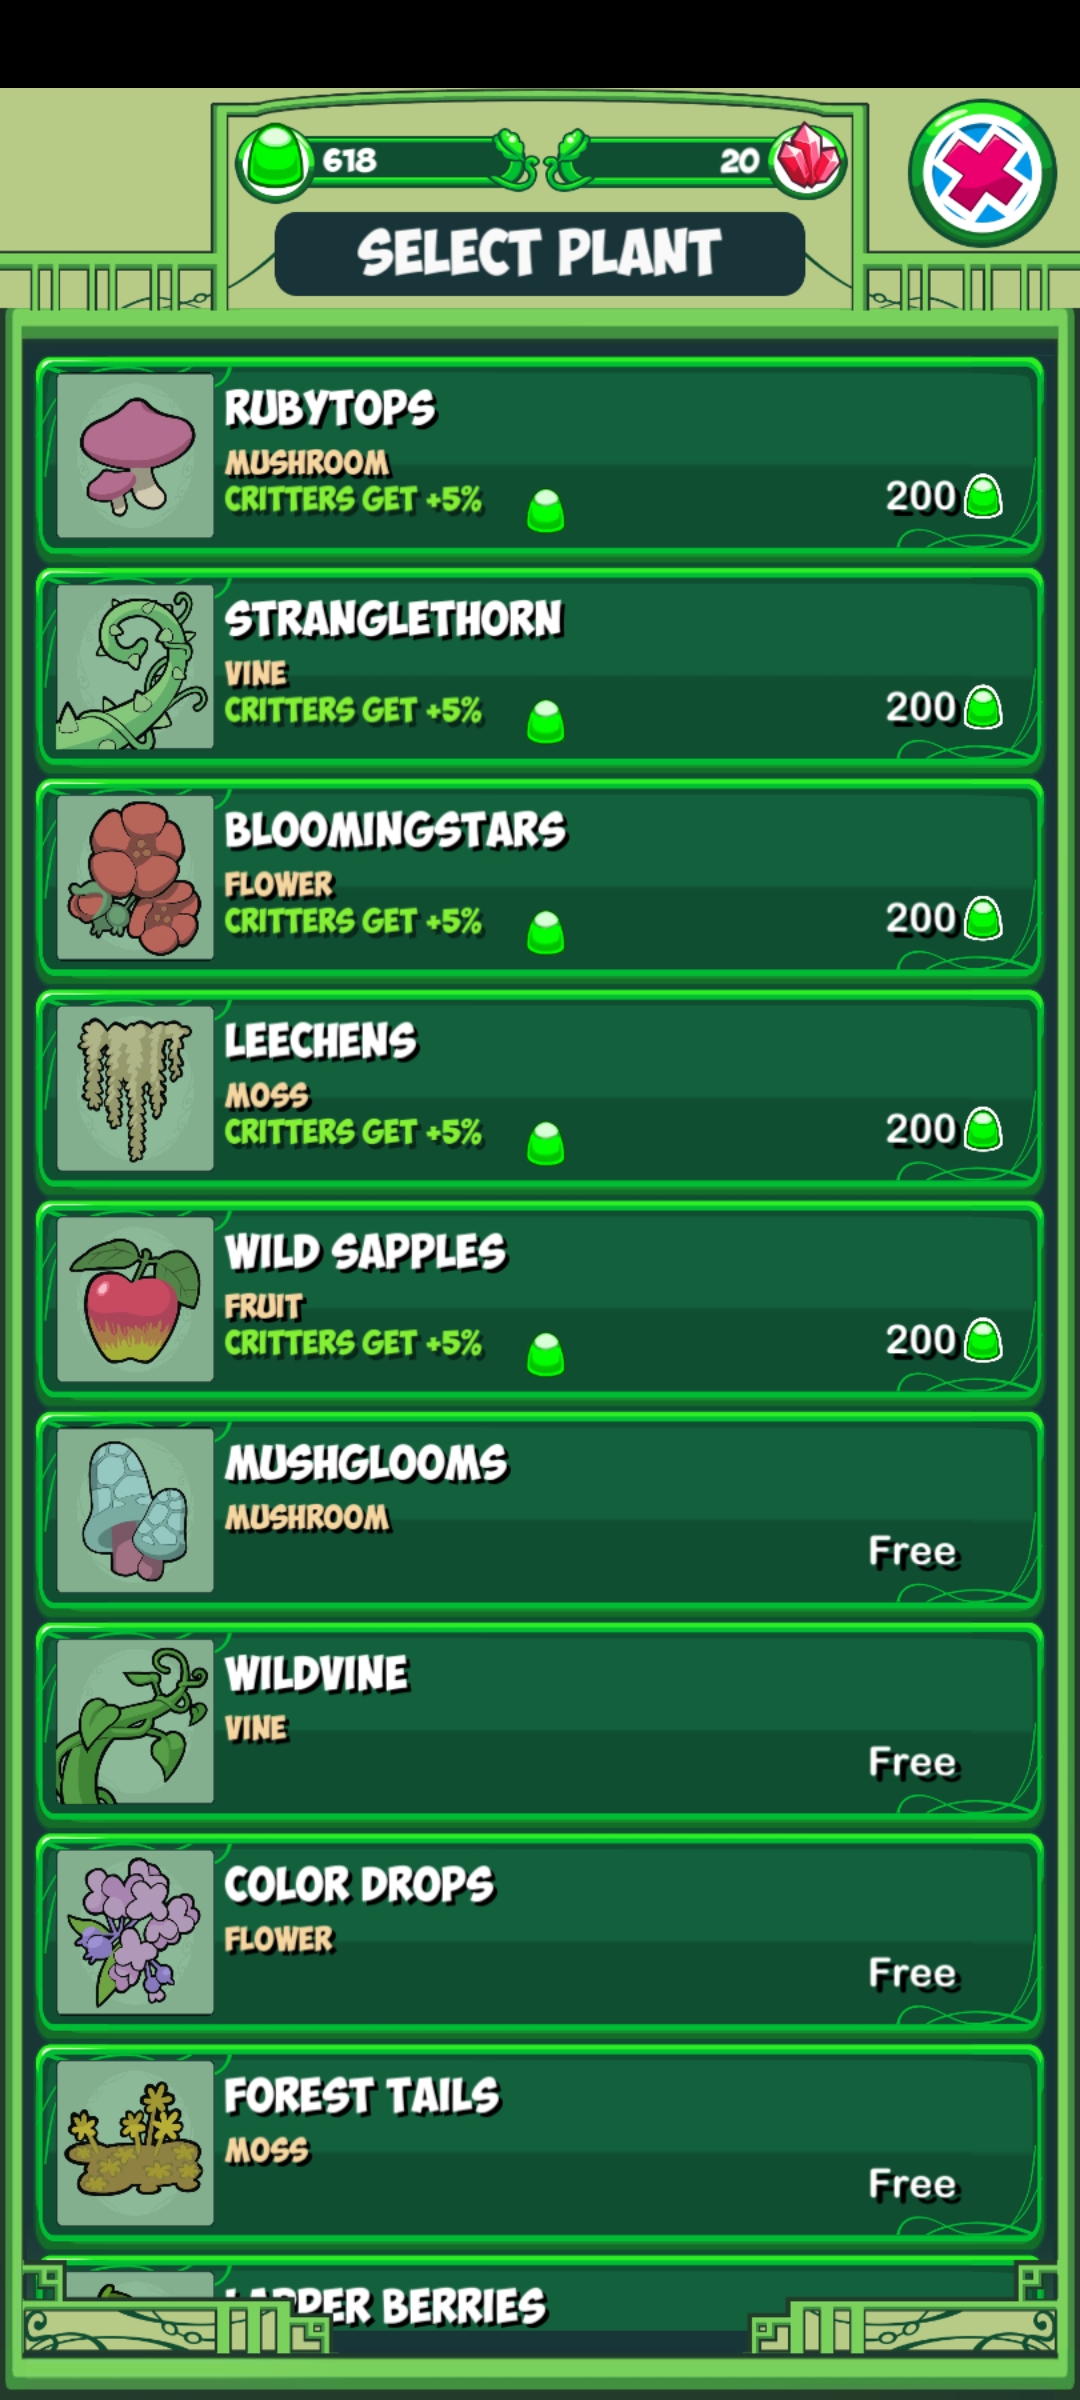 618
20
SELECT PLANT
RUBYTOPS
MUSHROOM
CRITTERS GET +5%
200
STRANGLETHORN
VINE
CRITTERS GET +5%
200
BLOOMINGSTARS
FLOWER
CRITTERS GET +5%
200
LEECHENS
MOSS
CRITTERS GET +5%
200
WILD SAPPLES
FRUIT
CRITTERS GET +5%
200
MUSHGLOOMS
MUSHROOM
Free
WILDVINE
VINE
Free
COLOR DROPS
FLOWER
Free
FOREST TAILS
MOSS
Free
BERRIES